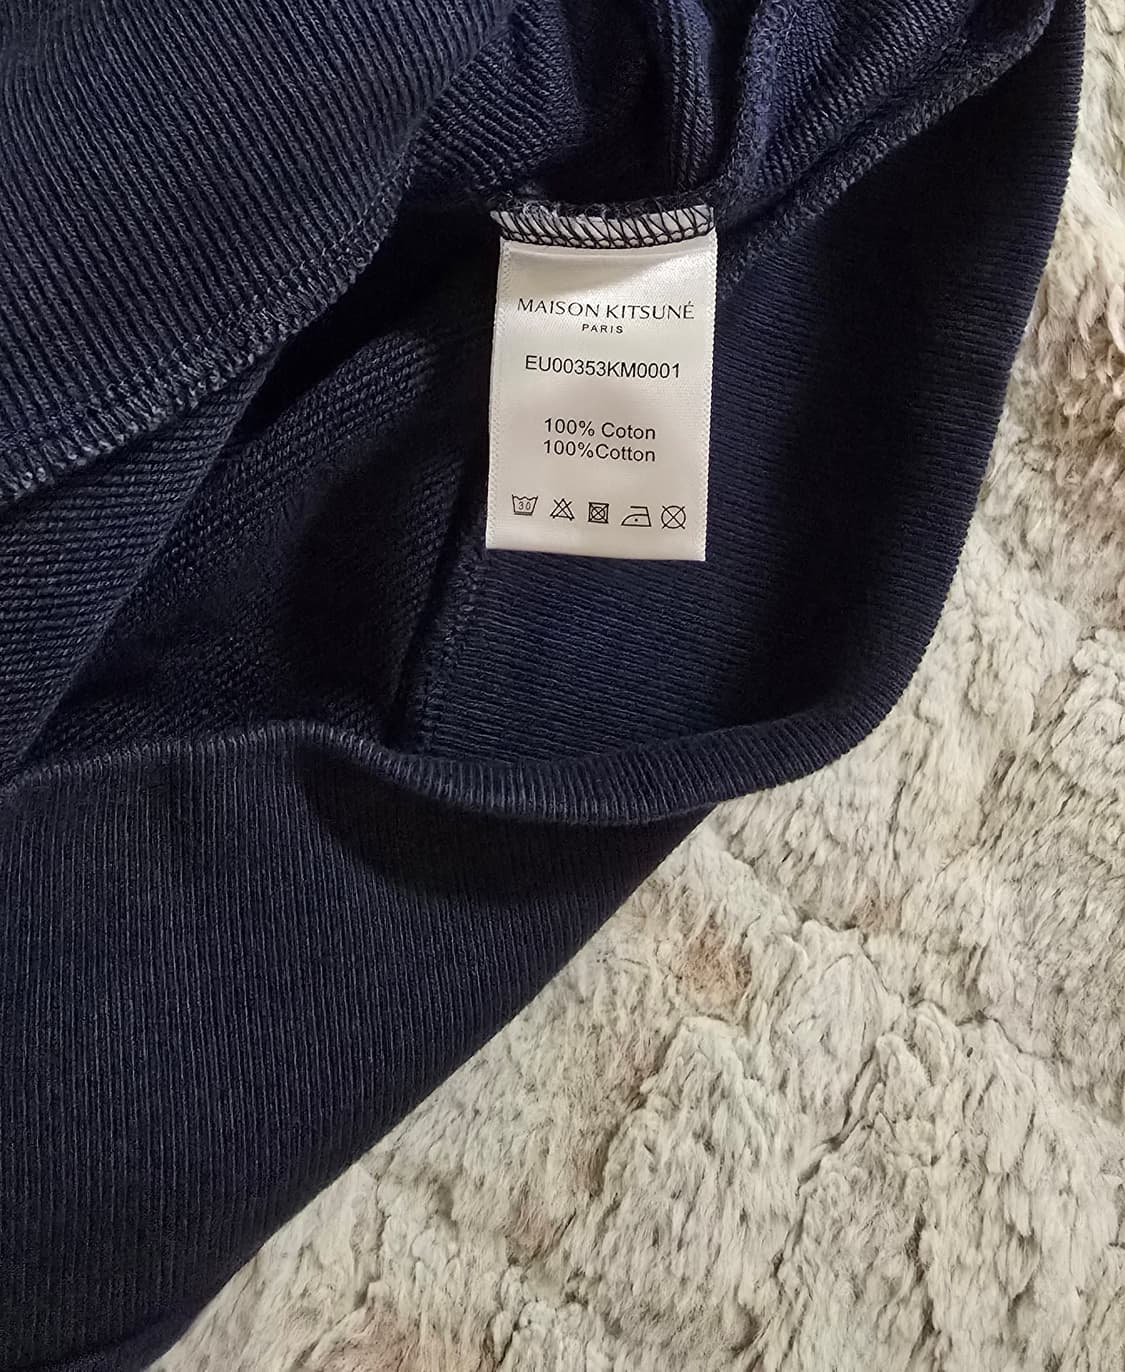 MAISON KITSUNÉ
PARIS
EU00353KM0001
100% Coton
100%Cotton
30